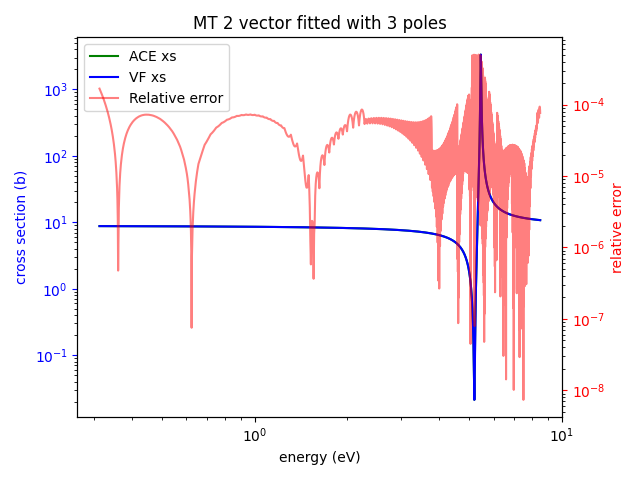 MT 2 vector fitted with 3 poles
ACE xs
VF xs
Relative error
cross section (b)
10³
10²
10¹
10⁰
10⁻¹
relative error
10⁻⁴
10⁻⁵
10⁻⁶
10⁻⁷
10⁻⁸
10⁰
10¹
energy (eV)